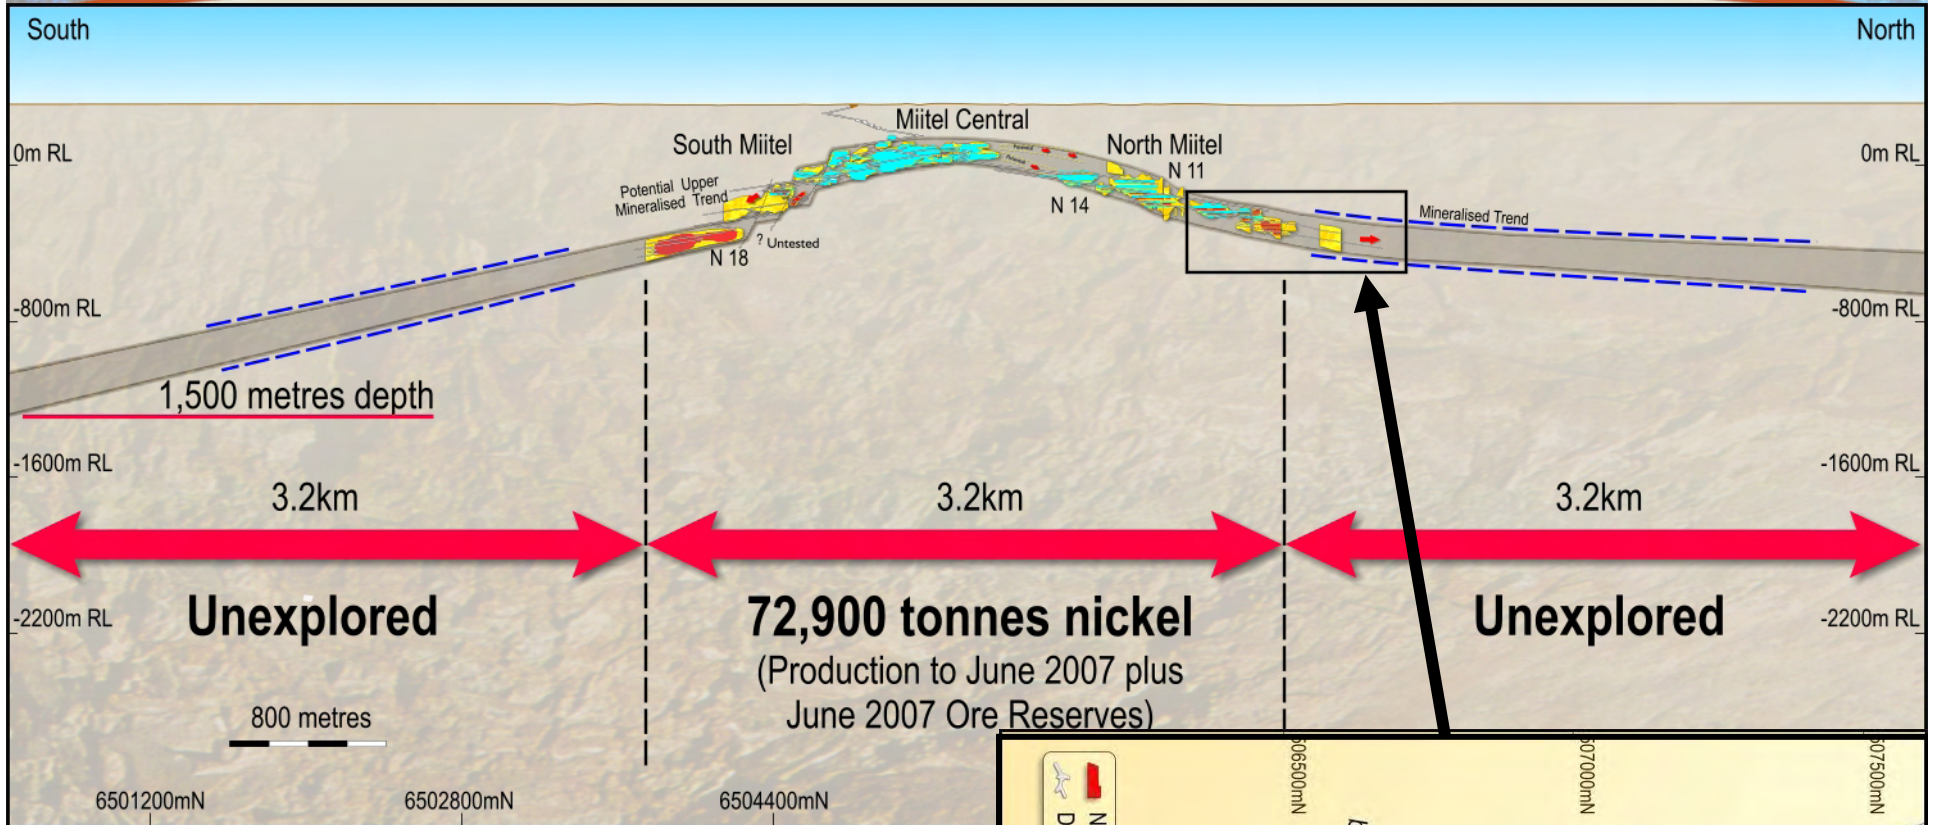 South
North
Miitel Central
South Miitel
North Miitel
0m RL
0m RL
N 11
Potential Upper
Mineralised Trend
N 14
Mineralised Trend
? Untested
N 18
-800m RL
-800m RL
1,500 metres depth
-1600m RL
-1600m RL
3.2km
3.2km
3.2km
Unexplored
72,900 tonnes nickel
Unexplored
-2200m RL
-2200m RL
(Production to June 2007 plus
June 2007 Ore Reserves)
800 metres
6501200mN
6502800mN
6504400mN
06500mN
0700mN
07500mN
N
D